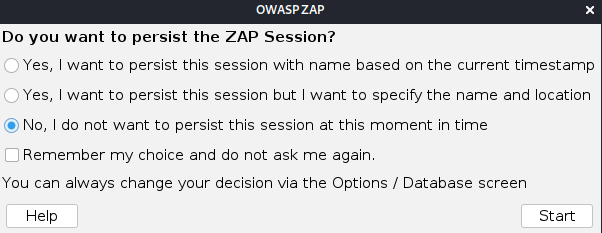 OWASP ZAP
Do you want to persist the ZAP Session?
Yes, I want to persist this session with name based on the current timestamp
Yes, I want to persist this session but I want to specify the name and location
No, I do not want to persist this session at this moment in time
Remember my choice and do not ask me again.
You can always change your decision via the Options / Database screen
Help
Start